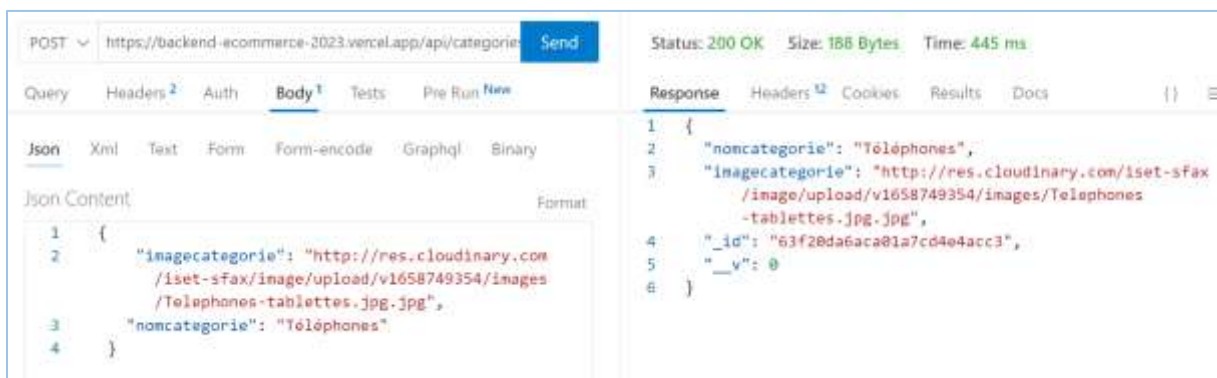 POST https://backend-ecommerce-2023.vercel.app/api/categories Send
Query Headers 2 Auth Body 1 Tests Pre Run New
Json Xml Text Form Form-encode Graphql Binary
Json Content Format
1 {
2 "imagecategorie": "http://res.cloudinary.com
/iset-sfax/image/upload/v1658749354/images
/Telephones-tablettes.jpg.jpg",
3 "nomcategorie": "Téléphones"
4 }
Status: 200 OK Size: 188 Bytes Time: 445 ms
Response Headers 12 Cookies Results Docs {}
1 {
2 "nomcategorie": "Téléphones",
3 "imagecategorie": "http://res.cloudinary.com/iset-sfax
/image/upload/v1658749354/images/Telephones
-tablettes.jpg.jpg",
4 "_id": "63f20da6aca01a7cd4e4acc3",
5 "__v": 0
6 }